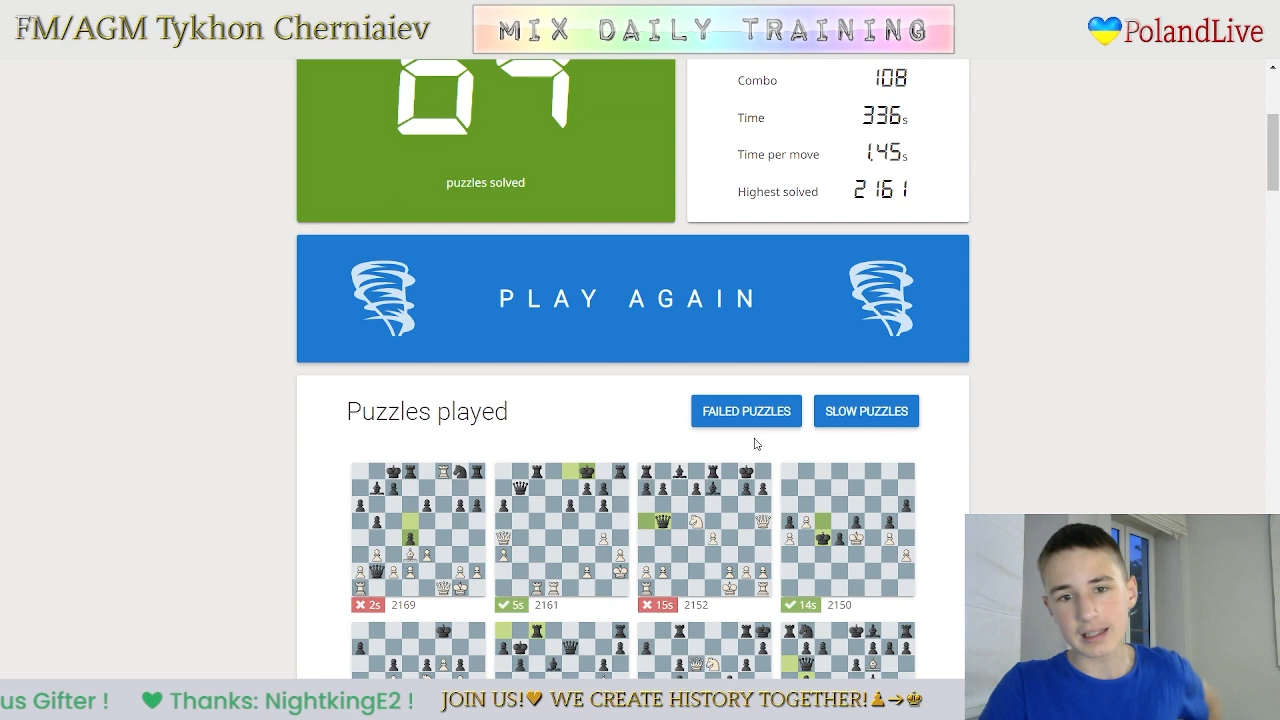 FM/AGM Tykhon Cherniaiev
MIX DAILY TRAINING
PolandLive
Combo 108
Time 336s
Time per move 1.45s
puzzles solved
Highest solved 2161
PLAY AGAIN
Puzzles played
FAILED PUZZLES
SLOW PUZZLES
2s 2169
5s 2161
15s 2152
14s 2150
us Gifter !
Thanks: NightkingE2 !
JOIN US! WE CREATE HISTORY TOGETHER!